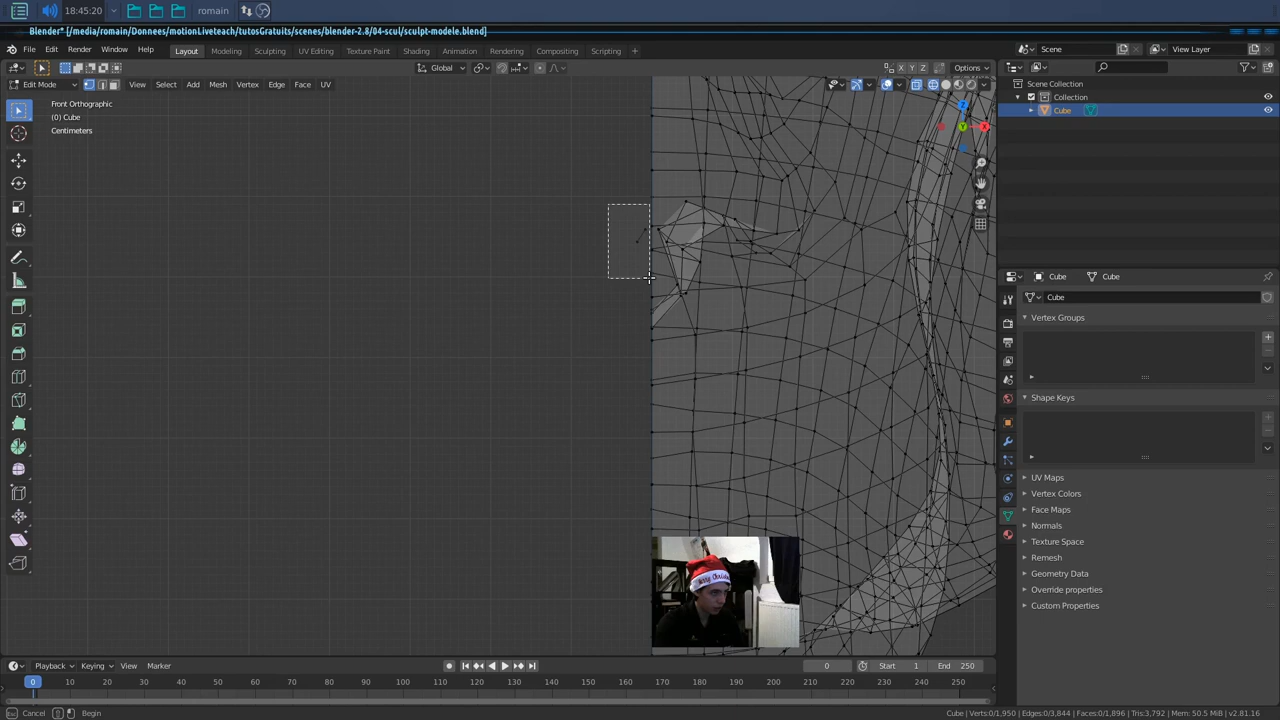 18:45:20
romain
Blender* [/media/romain/Donnees/motionLiveteach/tutosGratuits/scenes/blender-2.8/04-scul/sculpt-modele.blend]
File Edit Render Window Help
Layout Modeling Sculpting UV Editing Texture Paint Shading Animation Rendering Compositing Scripting +
Scene
View Layer
Global
X Y Z
Options
Edit Mode
View Select Add Mesh Vertex Edge Face UV
Front Orthographic
(0) Cube
Centimeters
Z
Y
X
Scene Collection
Collection
Cube
Cube
Cube
Cube
Vertex Groups
Shape Keys
UV Maps
Vertex Colors
Face Maps
Normals
Texture Space
Remesh
Geometry Data
Override properties
Custom Properties
Merry Christmas
Playback Keying View Marker
0
Start 1
End 250
0 10 20 30 40 50 60 70 80 90 100 110 120 130 140 150 160 170 180 190 200 210 220 230 240 250
Cancel
Begin
Cube | Verts:0/1,950 | Edges:0/3,844 | Faces:0/1,896 | Tris:3,792 | Mem: 50.5 MiB | v2.81.16